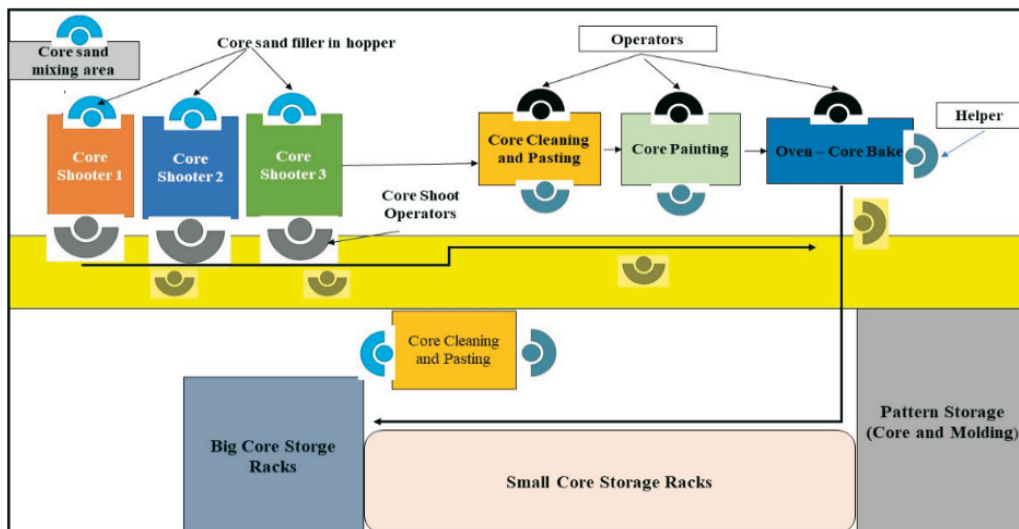 Core sand
mixing area
Core sand filler in hopper
Operators
Helper
Core
Shooter 1
Core
Shooter 2
Core
Shooter 3
Core Cleaning
and Pasting
Core Painting
Oven – Core Bake
Core Shoot
Operators
Core Cleaning
and Pasting
Big Core Storge
Racks
Small Core Storage Racks
Pattern Storage
(Core and Molding)